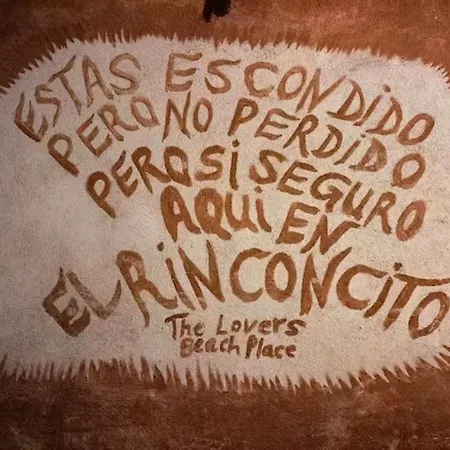 ESTAS ESCONDIDO
PERO NO PERDIDO
PERO SI SEGURO
AQUI EN
EL RINCONCITO
The Lovers
Beach Place